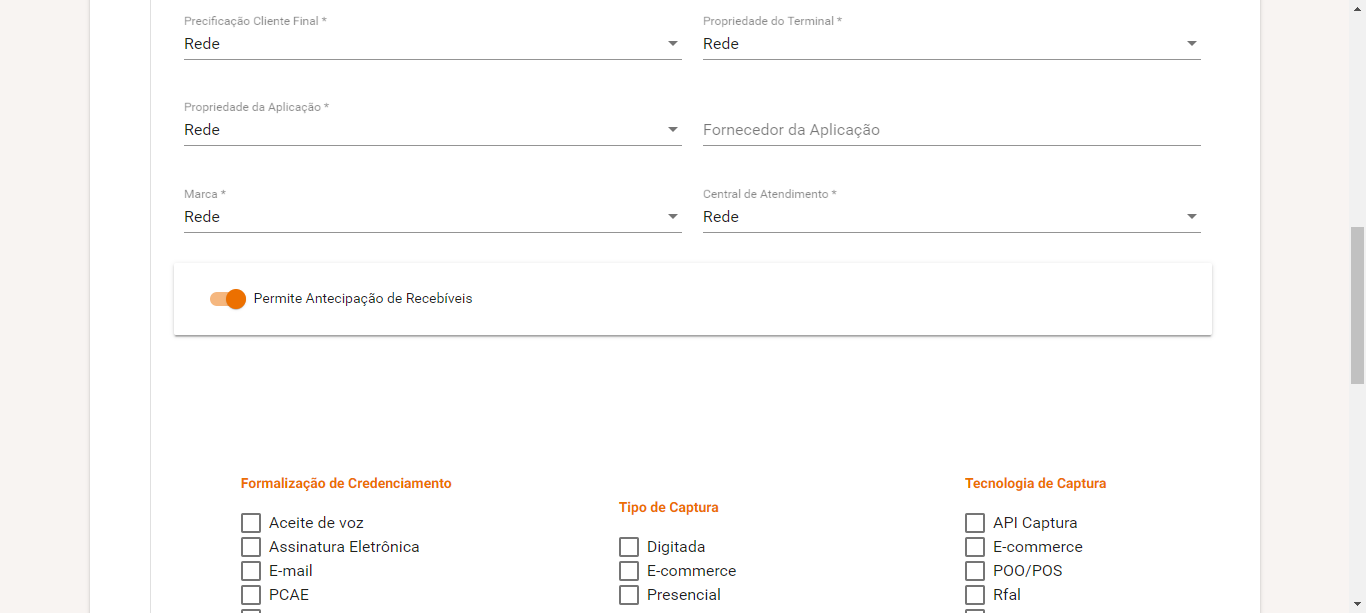 Precificação Cliente Final *
Rede
Propriedade do Terminal *
Rede
Propriedade da Aplicação *
Rede
Fornecedor da Aplicação
Marca *
Rede
Central de Atendimento *
Rede
Permite Antecipação de Recebíveis
Formalização de Credenciamento
Aceite de voz
Assinatura Eletrônica
E-mail
PCAE
Tipo de Captura
Digitada
E-commerce
Presencial
Tecnologia de Captura
API Captura
E-commerce
POO/POS
Rfal